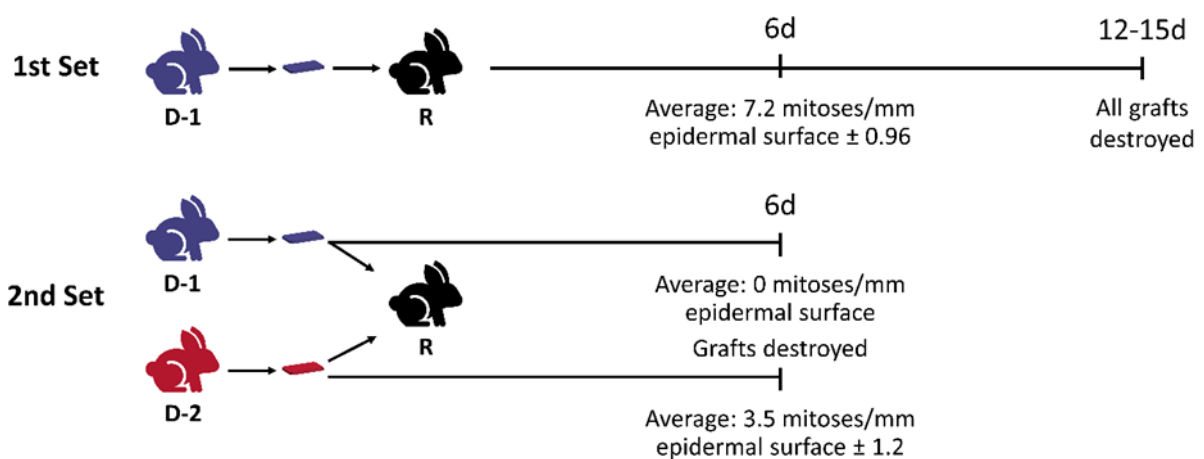 6d
12-15d
1st Set
D-1
R
Average: 7.2 mitoses/mm
epidermal surface ± 0.96
All grafts
destroyed
6d
D-1
2nd Set
R
Average: 0 mitoses/mm
epidermal surface
Grafts destroyed
D-2
Average: 3.5 mitoses/mm
epidermal surface ± 1.2